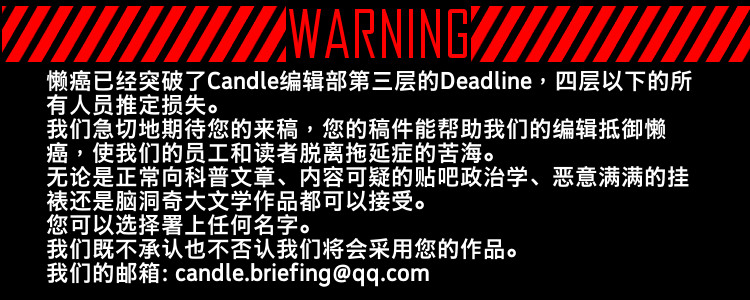 WARNING
懒癌已经突破了Candle编辑部第三层的Deadline，四层以下的所
有人员推定损失。
我们急切地期待您的来稿，您的稿件能帮助我们的编辑抵御懒
癌，使我们的员工和读者脱离拖延症的苦海。
无论是正常向科普文章、内容可疑的贴吧政治学、恶意满满的挂
裱还是脑洞奇大文学作品都可以接受。
您可以选择署上任何名字。
我们既不承认也不否认我们将会采用您的作品。
我们的邮箱: candle.briefing@qq.com